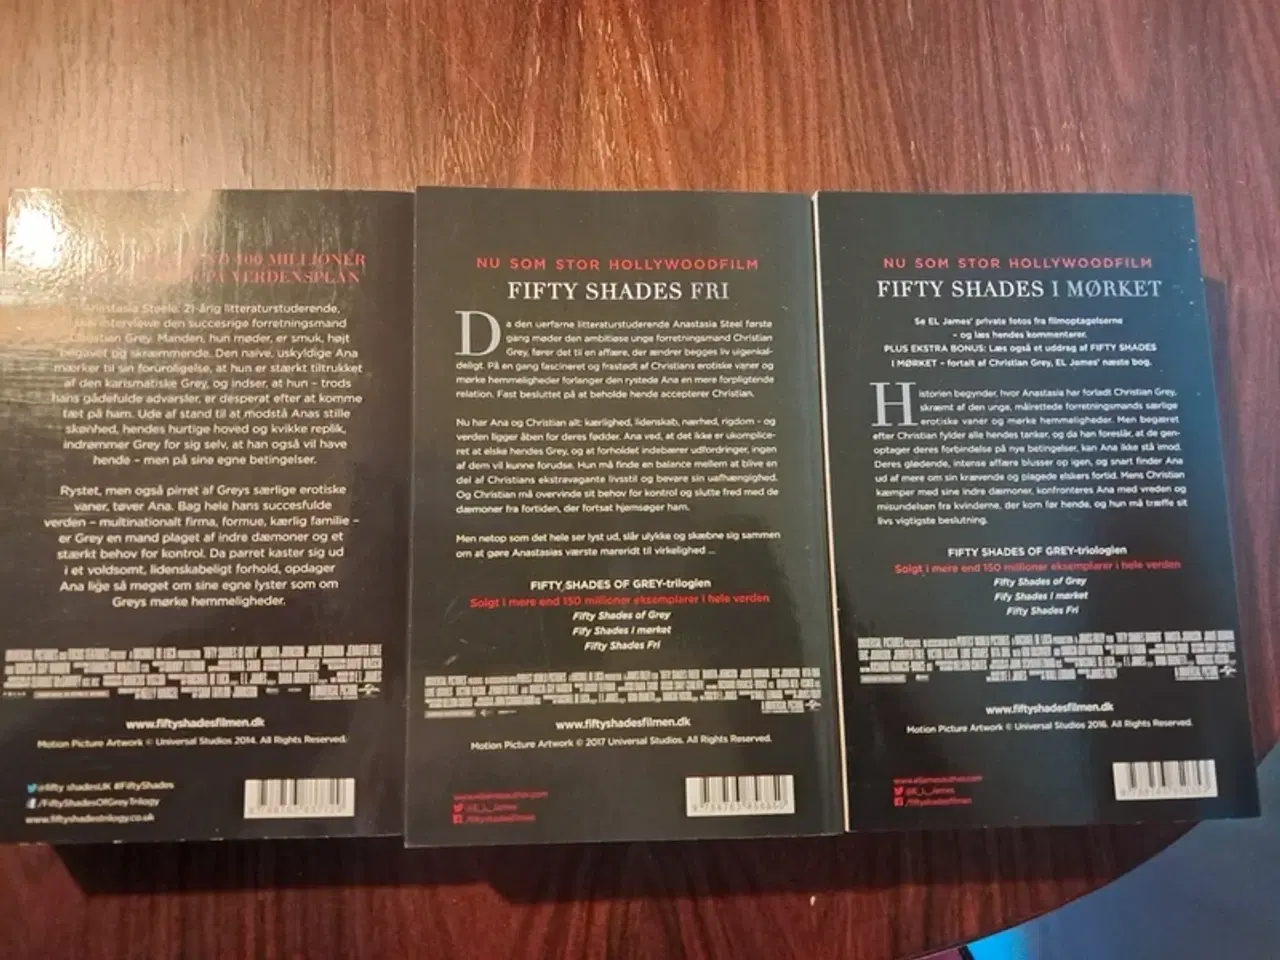 100 MILLIONER
PÅ VERDENSPLAN
Anastasia Steele, 21-årig litteraturstuderende,
interviewe den succesrige forretningsmand
Christian Grey. Manden, hun møder, er smuk, højt
begavet og skræmmende. Den naive, uskyldige Ana
mærker til sin foruroligelse, at hun er stærkt tiltrukket
af den karismatiske Grey, og indser, at hun – trods
hans gådefulde advarsler, er desperat efter at komme
tæt på ham. Ude af stand til at modstå Anas stille
skønhed, hendes hurtige hoved og kvikke replik,
indrømmer Grey for sig selv, at han også vil have
hende – men på sine egne betingelser.
Rystet, men også pirret af Greys særlige erotiske
vaner, tøver Ana. Bag hele hans succesfulde
verden – multinationalt firma, formue, kærlig familie –
er Grey en mand plaget af indre dæmoner og et
stærkt behov for kontrol. Da parret kaster sig ud
i et voldsomt, lidenskabeligt forhold, opdager
Ana lige så meget om sine egne lyster som om
Greys mørke hemmeligheder.
www.fiftyshadesfilmen.dk
Motion Picture Artwork © Universal Studios 2014. All Rights Reserved.
@fifty shadesUK #FiftyShades
/FiftyShadesOfGreyTrilogy
www.fiftyshadestrilogy.co.uk
NU SOM STOR HOLLYWOODFILM
FIFTY SHADES FRI
Da den uerfarne litteraturstuderende Anastasia Steel første
gang møder den ambitiøse unge forretningsmand Christian
Grey, fører det til en affære, der ændrer begges liv uigenkal-
deligt. På en gang fascineret og frastødt af Christians erotiske vaner og
mørke hemmeligheder forlanger den rystede Ana en mere forpligtende
relation. Fast besluttet på at beholde hende accepterer Christian.
Nu har Ana og Christian alt: kærlighed, lidenskab, nærhed, rigdom – og
verden ligger åben for deres fødder. Ana ved, at det ikke er ukomplice-
ret at elske hendes Grey, og at forholdet indebærer udfordringer, ingen
af dem vil kunne forudse. Hun må finde en balance mellem at blive en
del af Christians ekstravagante livsstil og bevare sin uafhængighed.
Og Christian må overvinde sit behov for kontrol og slutte fred med de
dæmoner fra fortiden, der fortsat hjemsøger ham.
Men netop som det hele ser lyst ud, slår ulykke og skæbne sig sammen
om at gøre Anastasias værste mareridt til virkelighed ...
FIFTY SHADES OF GREY-trilogien
Solgt i mere end 150 millioner eksemplarer i hele verden
Fifty Shades of Grey
Fify Shades i mørket
Fifty Shades Fri
www.fiftyshadesfilmen.dk
Motion Picture Artwork © 2017 Universal Studios. All Rights Reserved.
www.eljamesauthor.com
@E_L_James
/fiftyshadesfilmen
NU SOM STOR HOLLYWOODFILM
FIFTY SHADES I MØRKET
Se EL James' private fotos fra filmoptagelserne
– og læs hendes kommentarer.
PLUS EKSTRA BONUS: Læs også et uddrag af FIFTY SHADES
I MØRKET – fortalt af Christian Grey, EL James' næste bog.
Historien begynder, hvor Anastasia har forladt Christian Grey,
skræmt af den unge, målrettede forretningsmands særlige
erotiske vaner og mørke hemmeligheder. Men begæret
efter Christian fylder alle hendes tanker, og da han foreslår, at de gen-
optager deres forbindelse på nye betingelser, kan Ana ikke stå imod.
Deres glødende, intense affære blusser op igen, og snart finder Ana
ud af mere om sin krævende og plagede elskers fortid. Mens Christian
kæmper med sine indre dæmoner, konfronteres Ana med vreden og
misundelsen fra kvinderne, der kom før hende, og hun må træffe sit
livs vigtigste beslutning.
FIFTY SHADES OF GREY-triologien
Solgt i mere end 150 millioner eksemplarer i hele verden
Fifty Shades of Grey
Fify Shades i mørket
Fifty Shades Fri
www.fiftyshadesfilmen.dk
Motion Picture Artwork © Universal Studios 2016. All Rights Reserved.
www.eljamesauthor.com
@E_L_James
/fiftyshadesfilmen